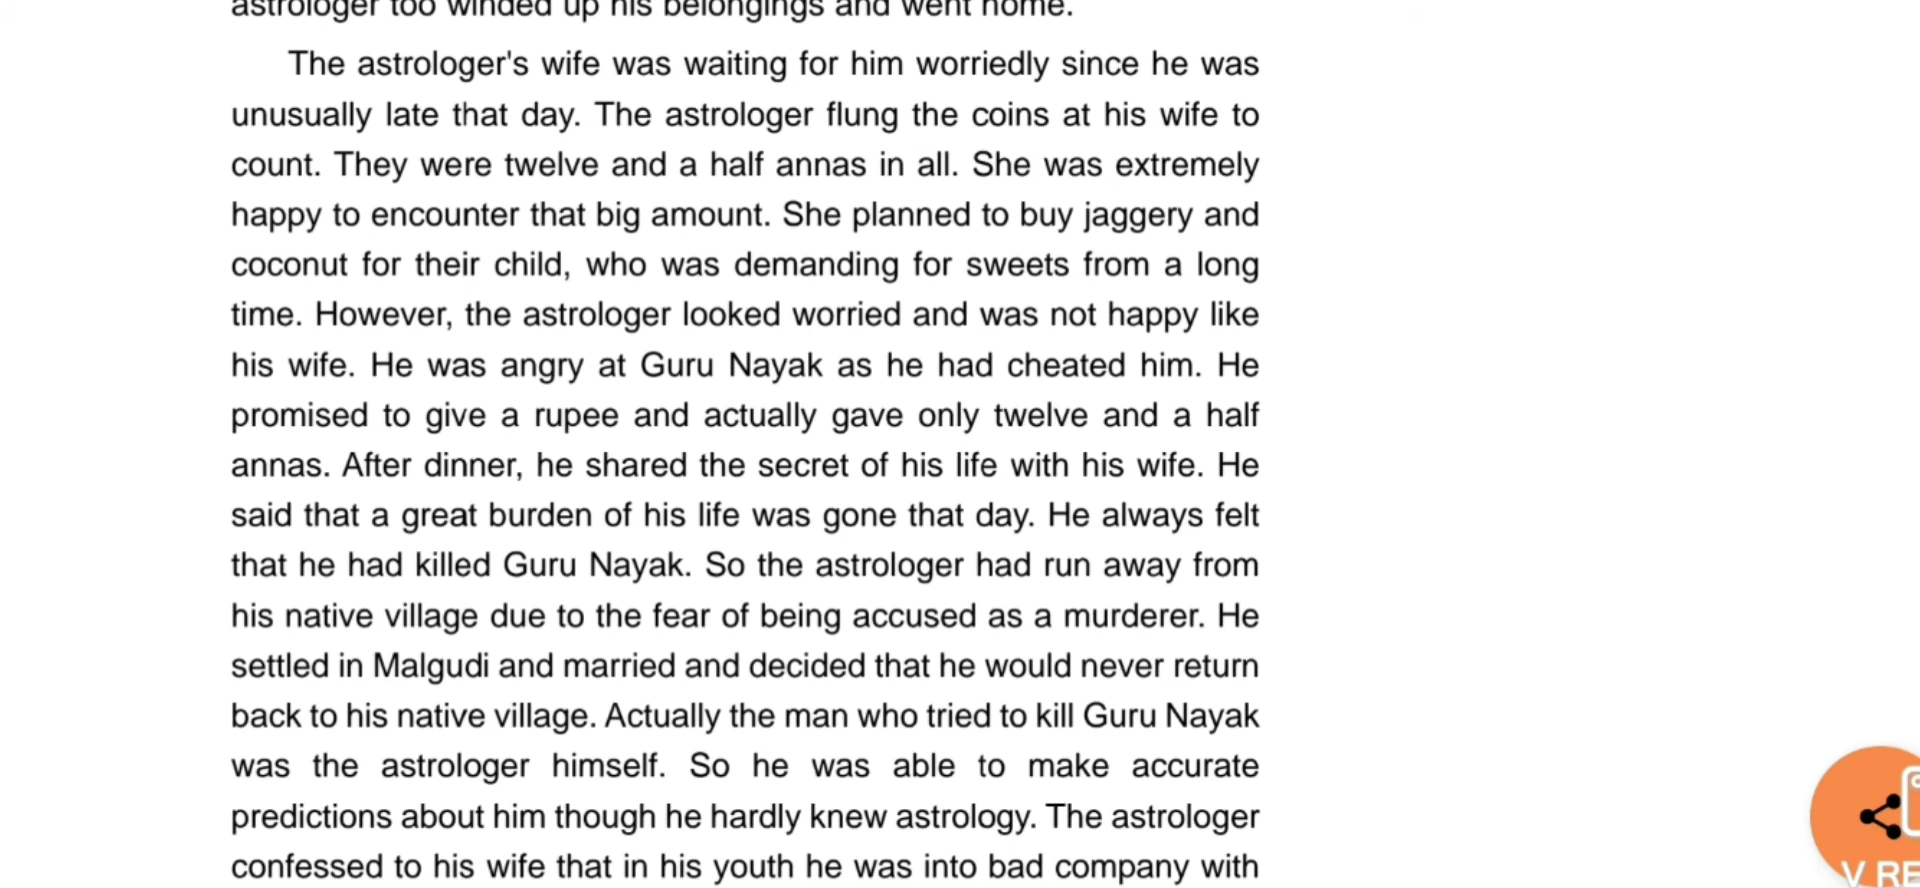 astrologer too winded up his belongings and went home.
The astrologer's wife was waiting for him worriedly since he was
unusually late that day. The astrologer flung the coins at his wife to
count. They were twelve and a half annas in all. She was extremely
happy to encounter that big amount. She planned to buy jaggery and
coconut for their child, who was demanding for sweets from a long
time. However, the astrologer looked worried and was not happy like
his wife. He was angry at Guru Nayak as he had cheated him. He
promised to give a rupee and actually gave only twelve and a half
annas. After dinner, he shared the secret of his life with his wife. He
said that a great burden of his life was gone that day. He always felt
that he had killed Guru Nayak. So the astrologer had run away from
his native village due to the fear of being accused as a murderer. He
settled in Malgudi and married and decided that he would never return
back to his native village. Actually the man who tried to kill Guru Nayak
was the astrologer himself. So he was able to make accurate
predictions about him though he hardly knew astrology. The astrologer
confessed to his wife that in his youth he was into bad company with
V RE